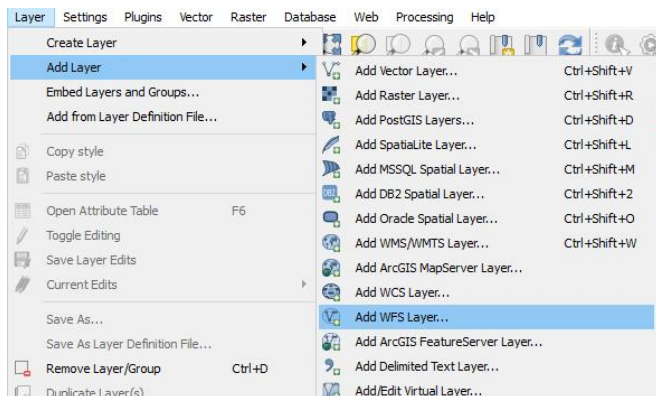 Layer Settings Plugins Vector Raster Database Web Processing Help
Create Layer
Add Layer
Embed Layers and Groups...
Add from Layer Definition File...
Copy style
Paste style
Open Attribute Table F6
Toggle Editing
Save Layer Edits
Current Edits
Save As...
Save As Layer Definition File...
Remove Layer/Group Ctrl+D
Duplicate Layer(s)
Add Vector Layer... Ctrl+Shift+V
Add Raster Layer... Ctrl+Shift+R
Add PostGIS Layers... Ctrl+Shift+D
Add SpatiaLite Layer... Ctrl+Shift+L
Add MSSQL Spatial Layer... Ctrl+Shift+M
DB2 Add DB2 Spatial Layer... Ctrl+Shift+2
Add Oracle Spatial Layer... Ctrl+Shift+O
Add WMS/WMTS Layer... Ctrl+Shift+W
Add ArcGIS MapServer Layer...
Add WCS Layer...
Add WFS Layer...
Add ArcGIS FeatureServer Layer...
Add Delimited Text Layer...
Add/Edit Virtual Layer...